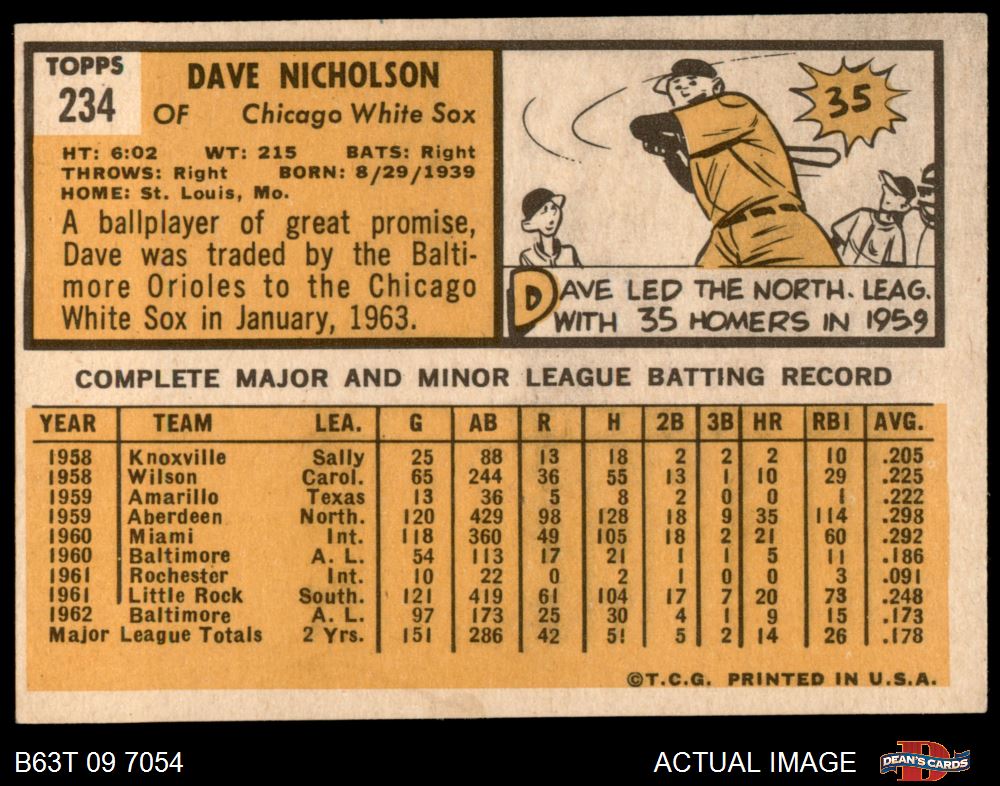 TOPPS
234
DAVE NICHOLSON
OF Chicago White Sox
HT: 6:02 WT: 215 BATS: Right
THROWS: Right BORN: 8/29/1939
HOME: St. Louis, Mo.
A ballplayer of great promise,
Dave was traded by the Balti-
more Orioles to the Chicago
White Sox in January, 1963.
35
DAVE LED THE NORTH. LEAG.
WITH 35 HOMERS IN 1959
COMPLETE MAJOR AND MINOR LEAGUE BATTING RECORD
YEAR TEAM LEA. G AB R H 2B 3B HR RBI AVG.
1958 Knoxville Sally 25 88 13 18 2 2 2 10 .205
1958 Wilson Carol. 65 244 36 55 13 1 10 29 .225
1959 Amarillo Texas 13 36 5 8 2 0 0 1 .222
1959 Aberdeen North. 120 429 98 128 18 9 35 114 .298
1960 Miami Int. 118 360 49 105 18 2 21 60 .292
1960 Baltimore A. L. 54 113 17 21 1 1 5 11 .186
1961 Rochester Int. 10 22 0 2 1 0 0 3 .091
1961 Little Rock South. 121 419 61 104 17 7 20 73 .248
1962 Baltimore A. L. 97 173 25 30 4 1 9 15 .173
Major League Totals 2 Yrs. 151 286 42 51 5 2 14 26 .178
©T.C.G. PRINTED IN U.S.A.
B63T 09 7054
ACTUAL IMAGE
DEAN'S CARDS